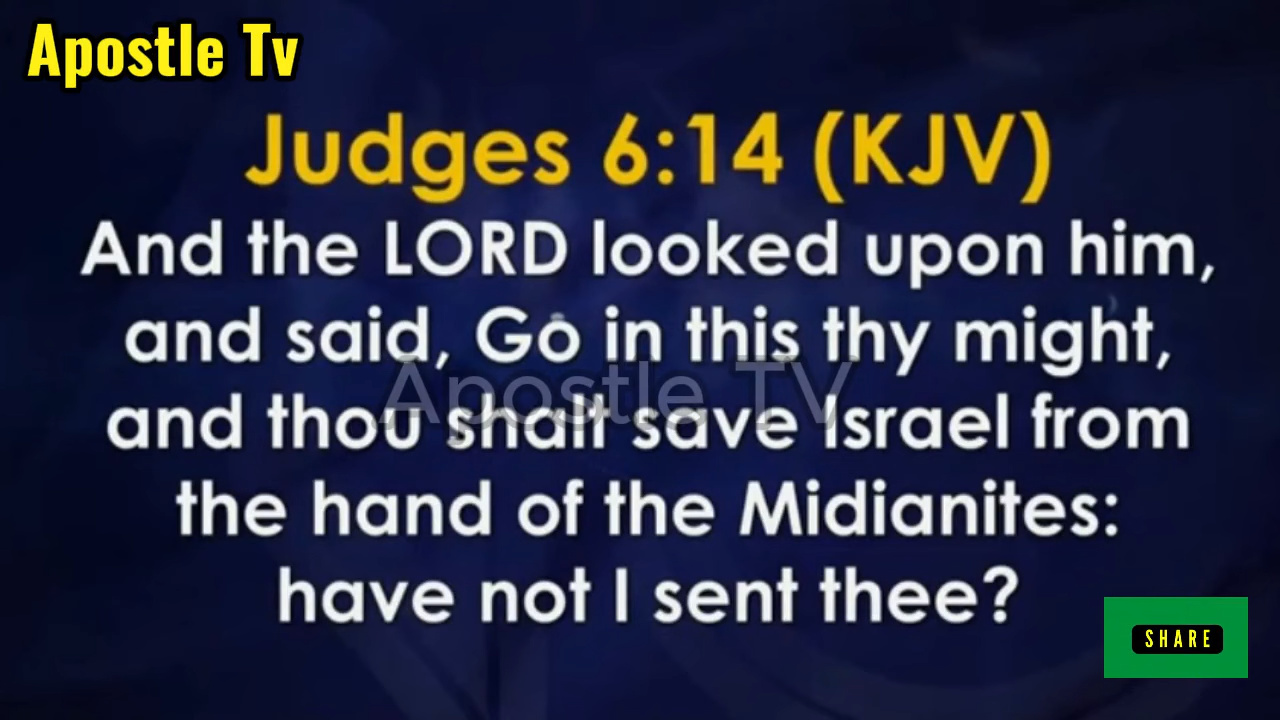 Apostle Tv
Judges 6:14 (KJV)
And the LORD looked upon him,
and said, Go in this thy might,
Apostle TV
and thou shalt save Israel from
the hand of the Midianites:
have not I sent thee?
SHARE